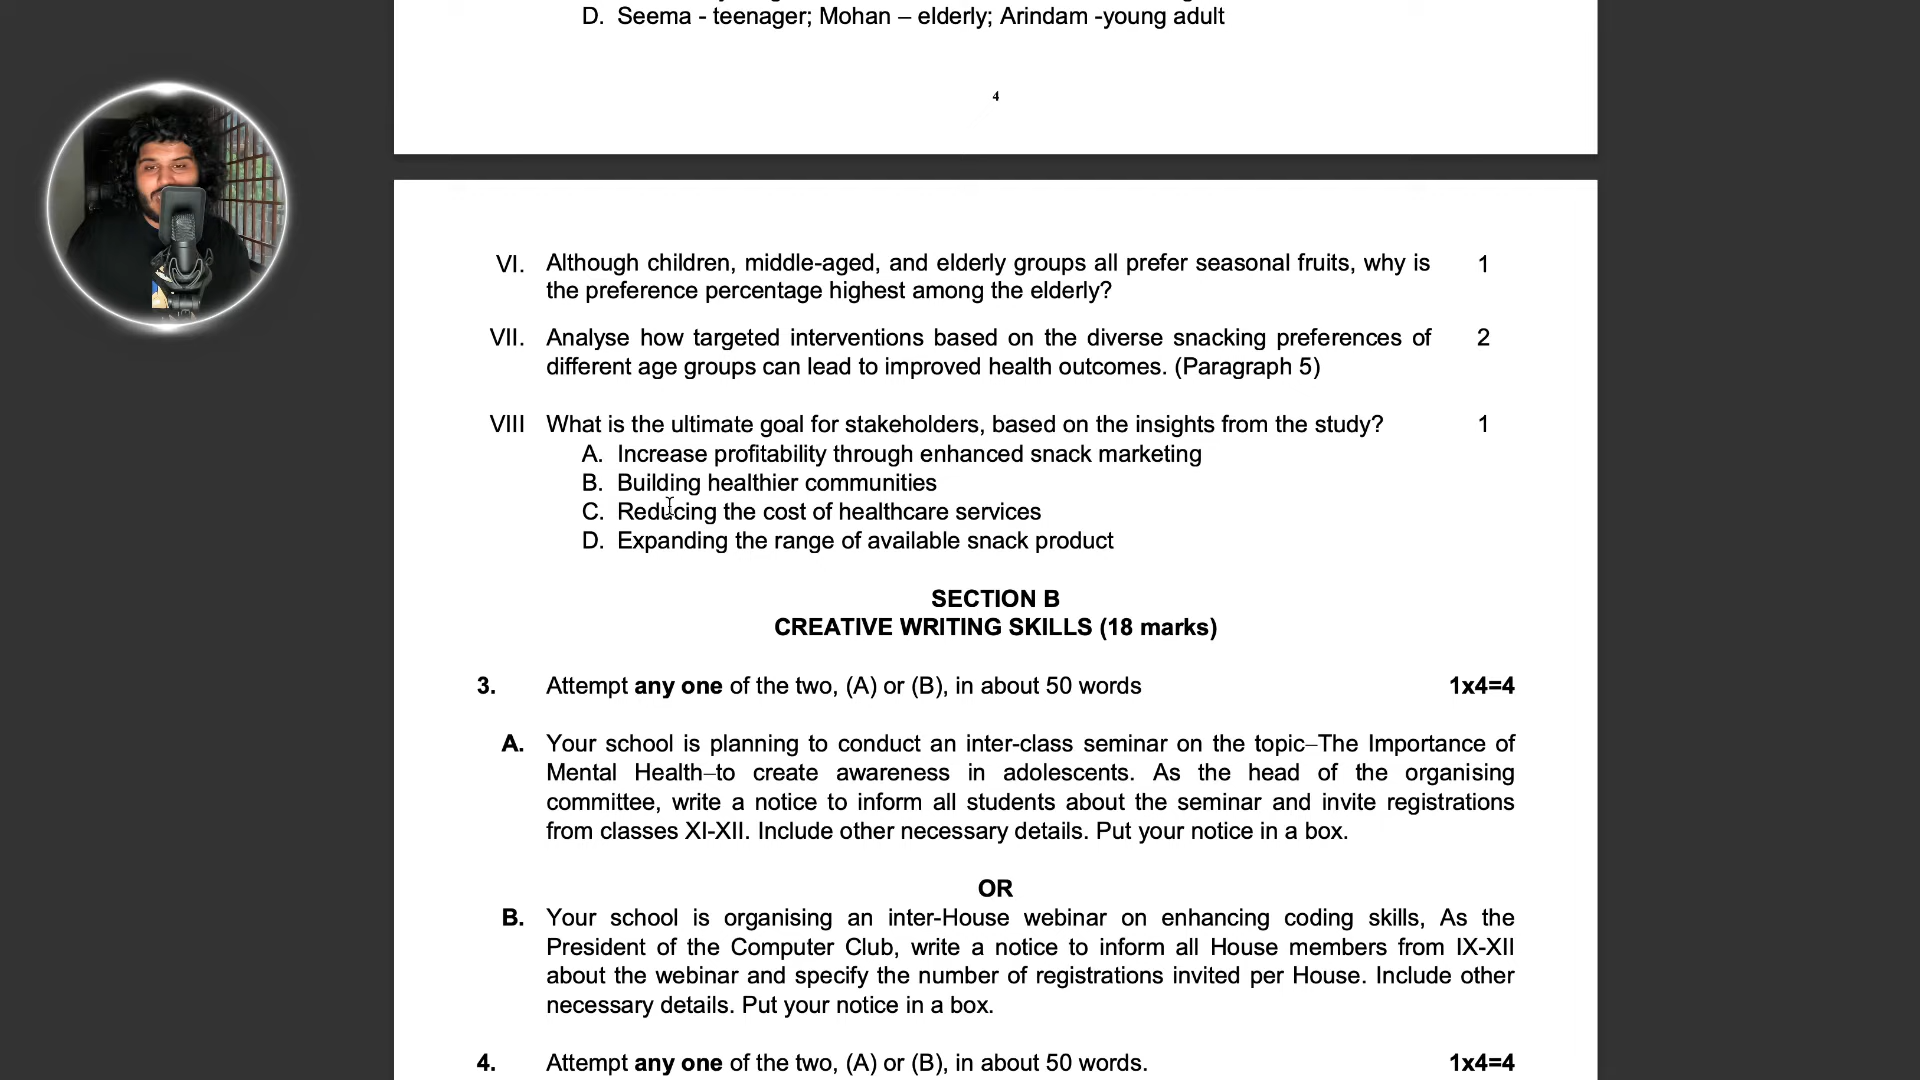 D. Seema - teenager; Mohan – elderly; Arindam -young adult
4
VI. Although children, middle-aged, and elderly groups all prefer seasonal fruits, why is 1
the preference percentage highest among the elderly?
VII. Analyse how targeted interventions based on the diverse snacking preferences of 2
different age groups can lead to improved health outcomes. (Paragraph 5)
VIII What is the ultimate goal for stakeholders, based on the insights from the study? 1
A. Increase profitability through enhanced snack marketing
B. Building healthier communities
C. Reducing the cost of healthcare services
D. Expanding the range of available snack product
SECTION B
CREATIVE WRITING SKILLS (18 marks)
3. Attempt any one of the two, (A) or (B), in about 50 words 1x4=4
A. Your school is planning to conduct an inter-class seminar on the topic–The Importance of
Mental Health–to create awareness in adolescents. As the head of the organising
committee, write a notice to inform all students about the seminar and invite registrations
from classes XI-XII. Include other necessary details. Put your notice in a box.
OR
B. Your school is organising an inter-House webinar on enhancing coding skills, As the
President of the Computer Club, write a notice to inform all House members from IX-XII
about the webinar and specify the number of registrations invited per House. Include other
necessary details. Put your notice in a box.
4. Attempt any one of the two, (A) or (B), in about 50 words. 1x4=4